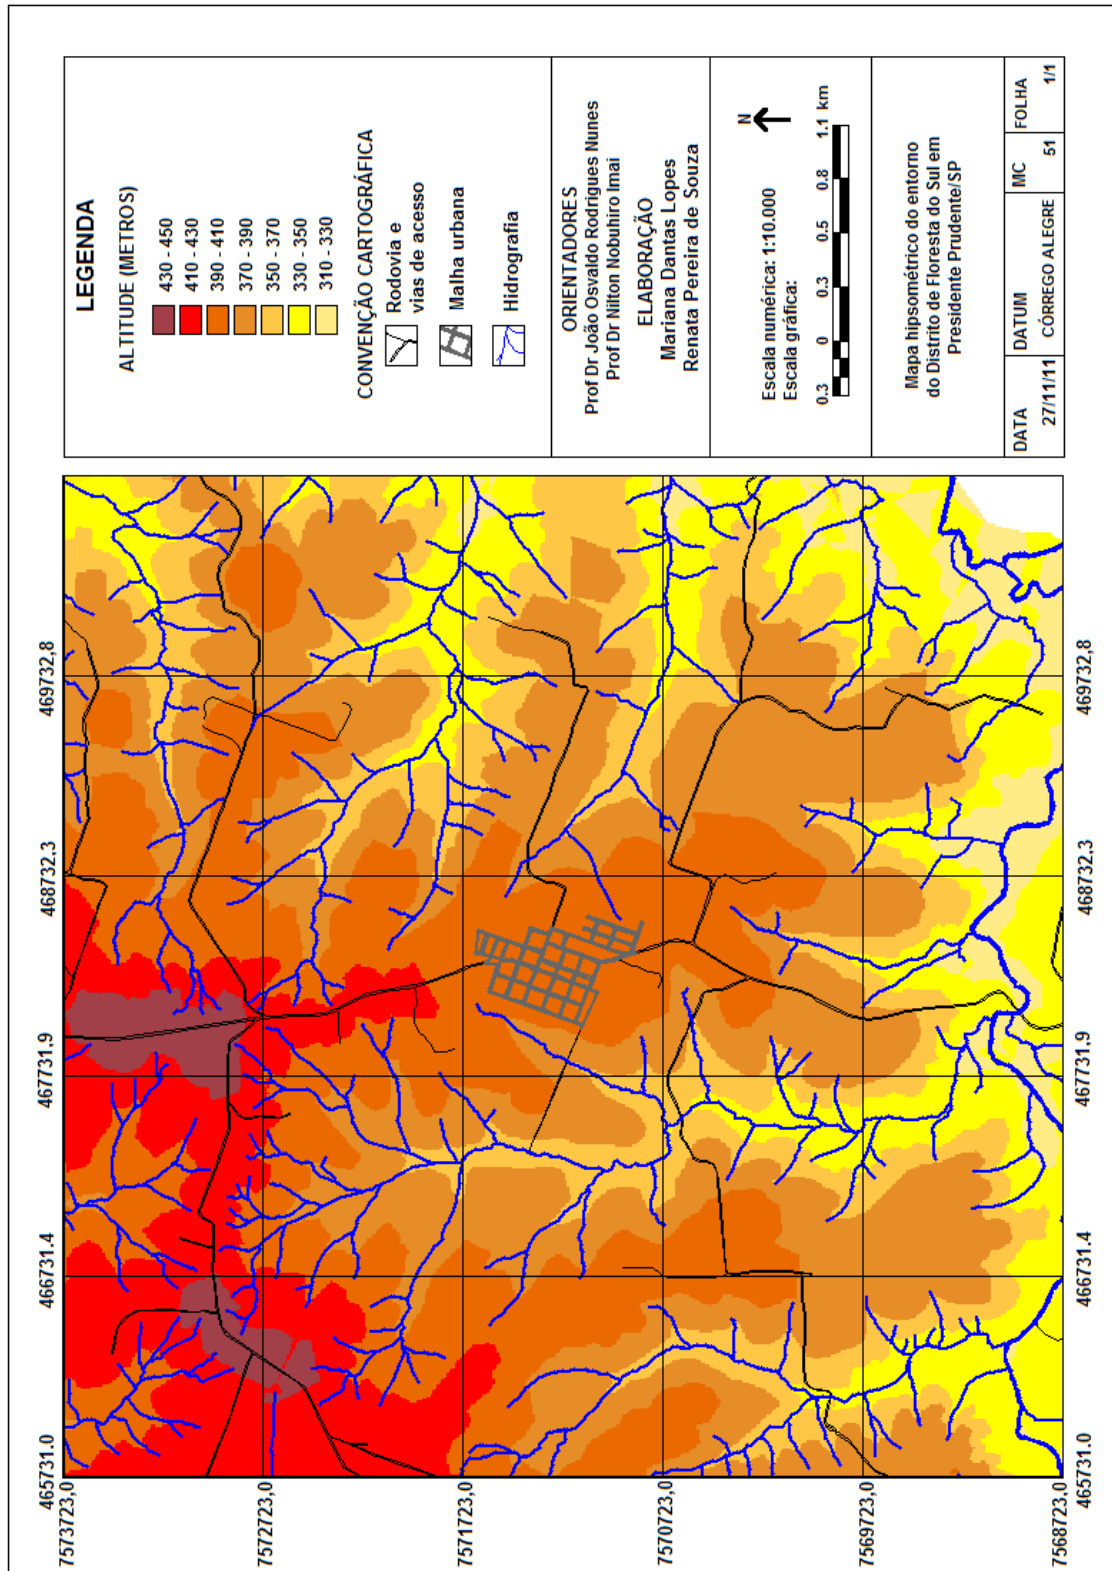 7573723,0
7572723,0
7571723,0
7570723,0
7569723,0
7568723,0
465731.0
466731.4
467731.9
468732.3
469732,8
465731.0
466731.4
467731.9
468732.3
469732,8
LEGENDA
ALTITUDE (METROS)
430 - 450
410 - 430
390 - 410
370 - 390
350 - 370
330 - 350
310 - 330
CONVENÇÃO CARTOGRÁFICA
Rodovia e
vias de acesso
Malha urbana
Hidrografia
ORIENTADORES
Prof Dr João Osvaldo Rodrigues Nunes
Prof Dr Nilton Nobuhiro Imai
ELABORAÇÃO
Mariana Dantas Lopes
Renata Pereira de Souza
N
Escala numérica: 1:10.000
Escala gráfica:
0.3 0 0.3 0.5 0.8 1.1 km
Mapa hipsométrico do entorno
do Distrito de Floresta do Sul em
Presidente Prudente/SP
DATA DATUM MC FOLHA
27/11/11 CÓRREGO ALEGRE 51 1/1